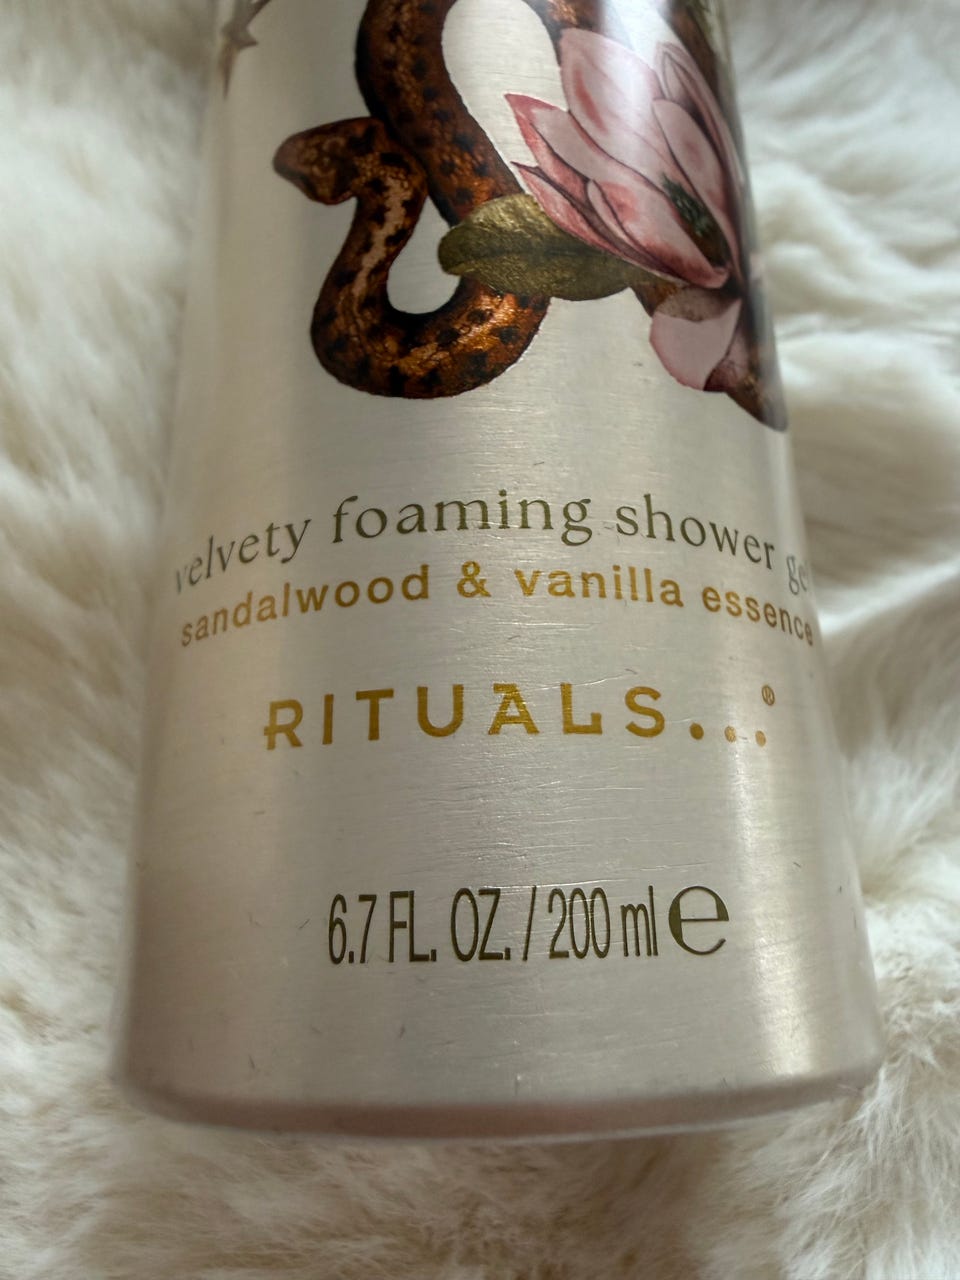 velvety foaming shower gel
sandalwood & vanilla essence
RITUALS...®
6.7 FL. OZ. / 200 ml ℮